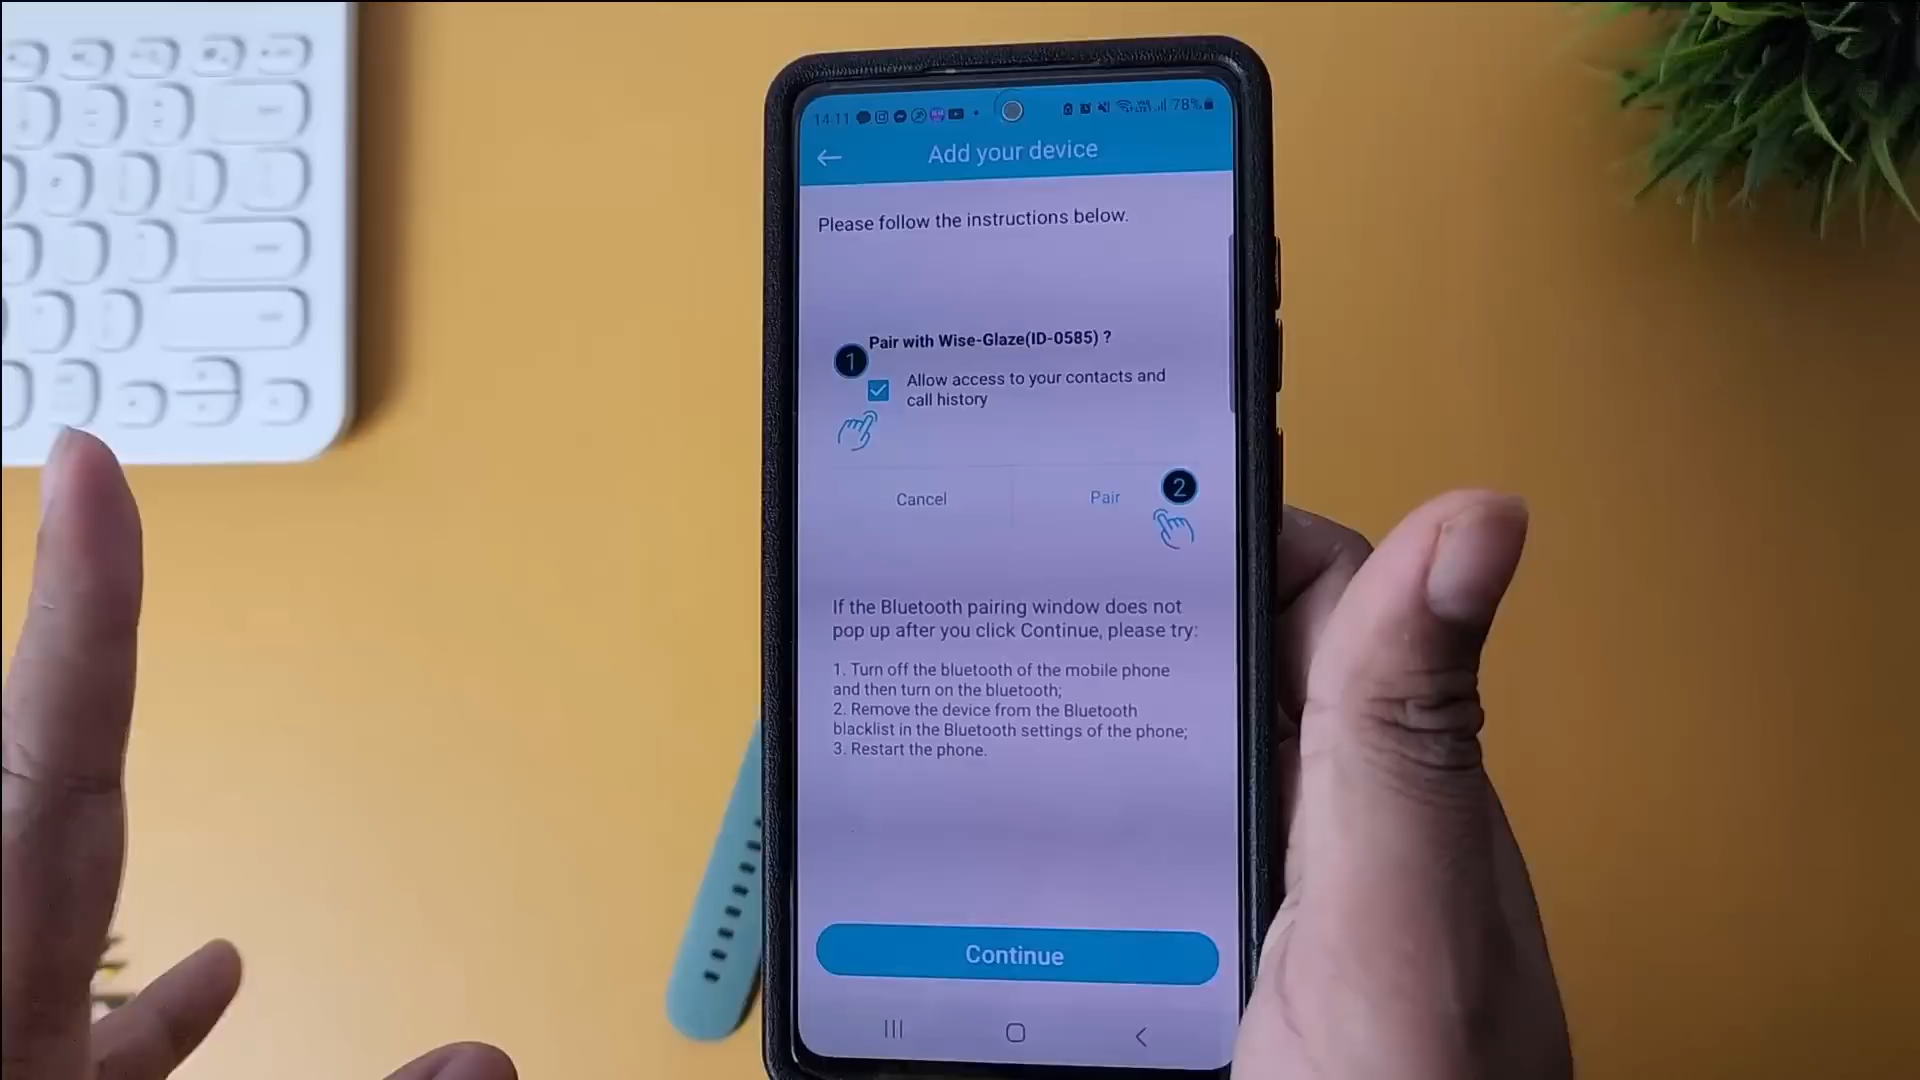 14:11
78%
Add your device
Please follow the instructions below.
Pair with Wise-Glaze(ID-0585) ?
1
Allow access to your contacts and
call history
Cancel
Pair
2
If the Bluetooth pairing window does not
pop up after you click Continue, please try:
1. Turn off the bluetooth of the mobile phone
and then turn on the bluetooth;
2. Remove the device from the Bluetooth
blacklist in the Bluetooth settings of the phone;
3. Restart the phone.
Continue